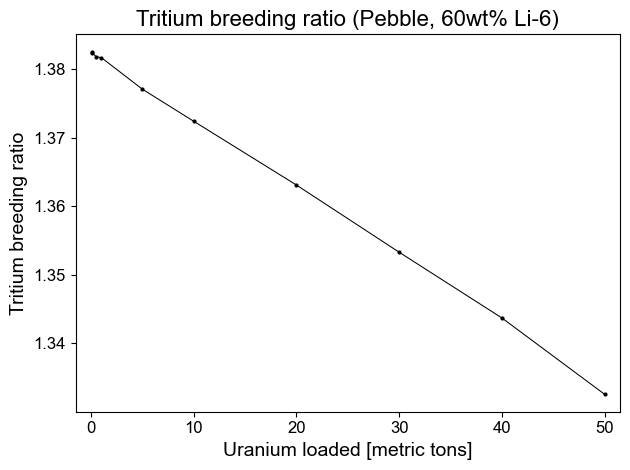 Tritium breeding ratio (Pebble, 60wt% Li-6)
Tritium breeding ratio
1.38
1.37
1.36
1.35
1.34
0 10 20 30 40 50
Uranium loaded [metric tons]